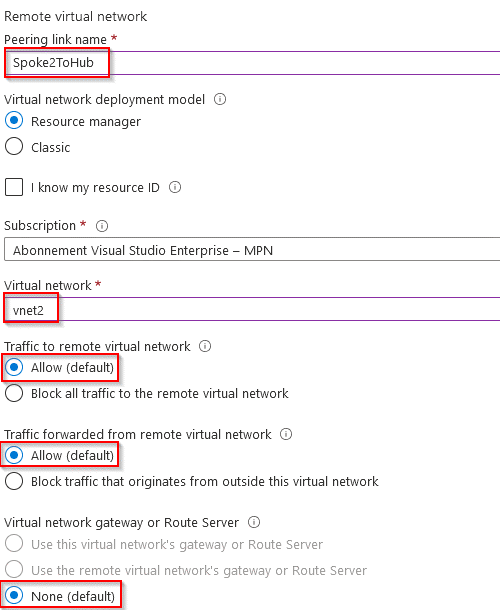 Remote virtual network
Peering link name *
Spoke2ToHub
Virtual network deployment model
Resource manager
Classic
I know my resource ID
Subscription *
Abonnement Visual Studio Enterprise – MPN
Virtual network *
vnet2
Traffic to remote virtual network
Allow (default)
Block all traffic to the remote virtual network
Traffic forwarded from remote virtual network
Allow (default)
Block traffic that originates from outside this virtual network
Virtual network gateway or Route Server
Use this virtual network's gateway or Route Server
Use the remote virtual network's gateway or Route Server
None (default)